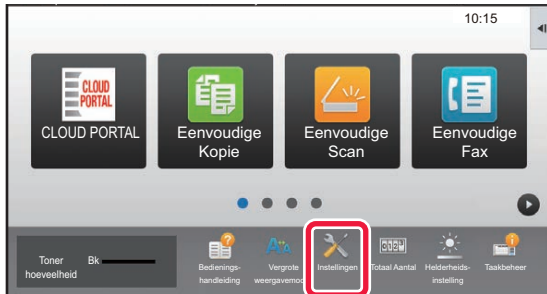 10:15
CLOUD
PORTAL
CLOUD PORTAL
Eenvoudige
Kopie
Eenvoudige
Scan
Eenvoudige
Fax
Toner
hoeveelheid
Bk
Bedienings-
handleiding
Vergrote
weergavemod
Instellingen
Totaal Aantal
Helderheids-
instelling
Taakbeheer